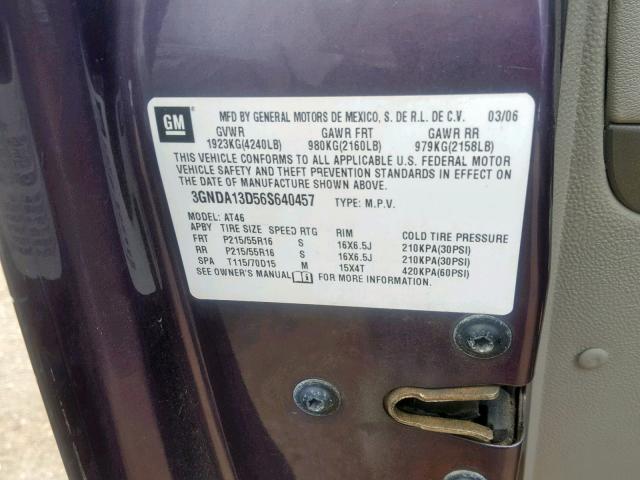 GM® MFD BY GENERAL MOTORS DE MEXICO, S. DE R.L. DE C.V. 03/06
GVWR GAWR FRT GAWR RR
1923KG(4240LB) 980KG(2160LB) 979KG(2158LB)
THIS VEHICLE CONFORMS TO ALL APPLICABLE U.S. FEDERAL MOTOR
VEHICLE SAFETY AND THEFT PREVENTION STANDARDS IN EFFECT ON
THE DATE OF MANUFACTURE SHOWN ABOVE.
3GNDA13D56S640457 TYPE: M.P.V.
MODEL: AT46
APBY TIRE SIZE SPEED RTG RIM COLD TIRE PRESSURE
FRT P215/55R16 S 16X6.5J 210KPA(30PSI)
RR P215/55R16 S 16X6.5J 210KPA(30PSI)
SPA T115/70D15 M 15X4T 420KPA(60PSI)
SEE OWNER'S MANUAL FOR MORE INFORMATION.